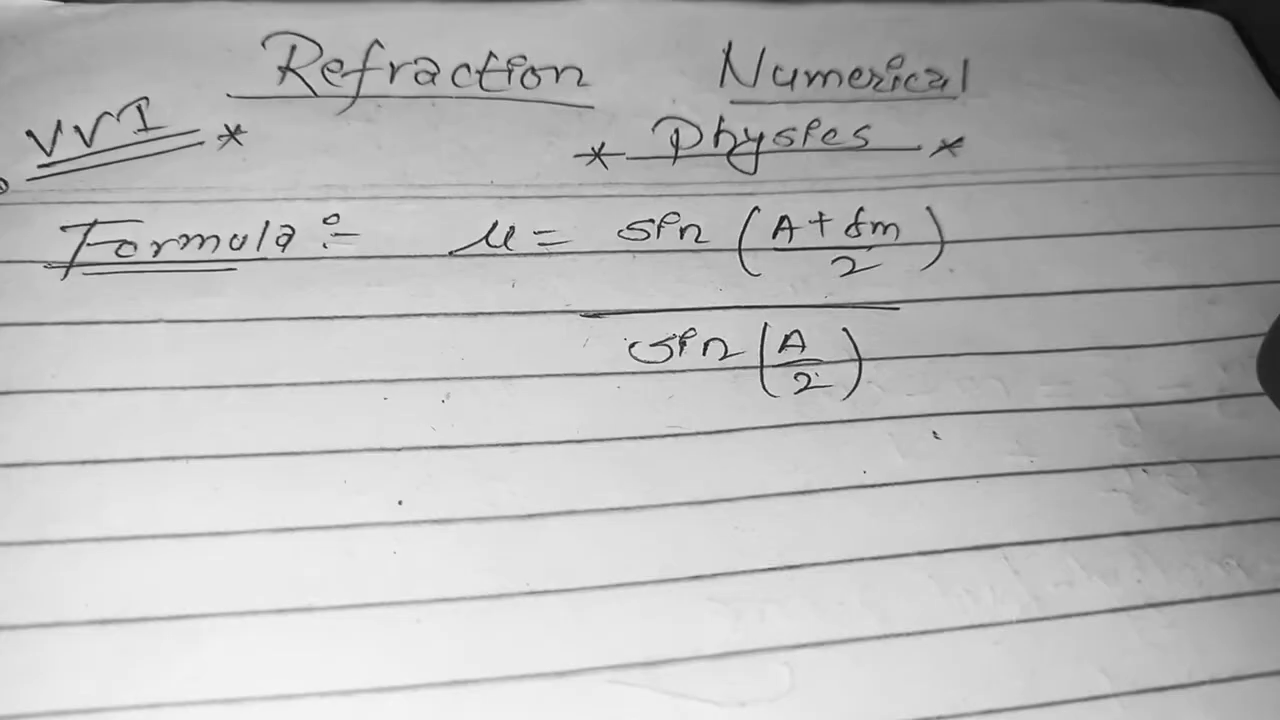 Refraction Numerical
VVI * * Physics *
Formula :- μ = sin (A + δm / 2)
sin (A / 2)